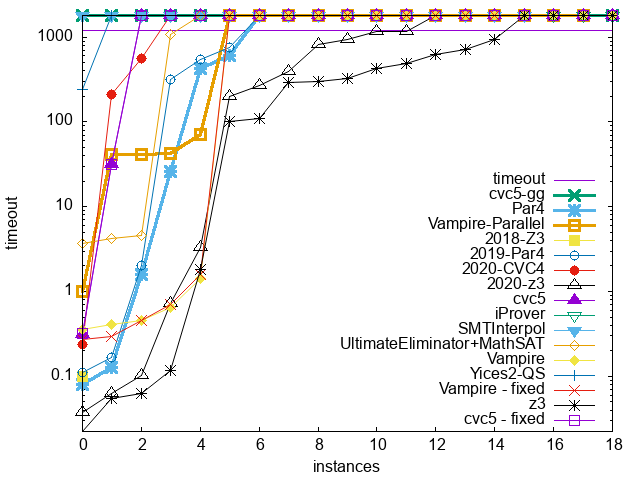 1000
100
10
1
0.1
timeout
0 2 4 6 8 10 12 14 16 18
instances
timeout
cvc5-gg
Par4
Vampire-Parallel
2018-Z3
2019-Par4
2020-CVC4
2020-z3
cvc5
iProver
SMTInterpol
UltimateEliminator+MathSAT
Vampire
Yices2-QS
Vampire - fixed
z3
cvc5 - fixed